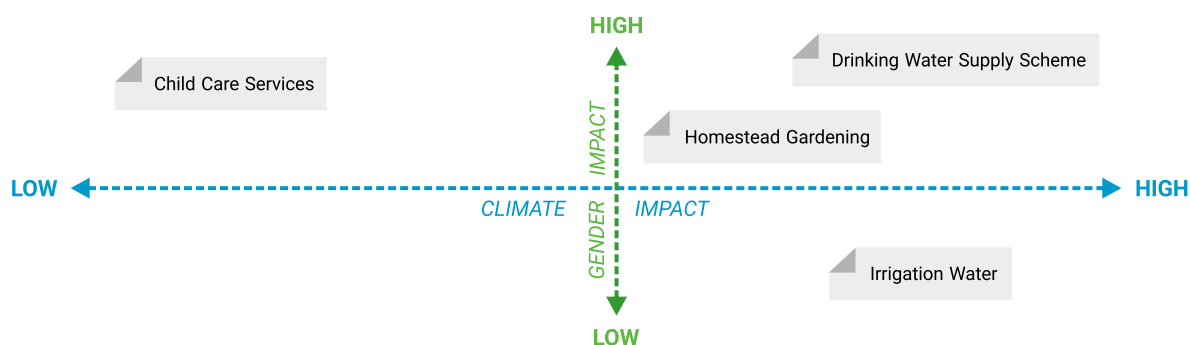 HIGH
Drinking Water Supply Scheme
Child Care Services
Homestead Gardening
GENDER IMPACT
LOW
HIGH
CLIMATE IMPACT
Irrigation Water
LOW